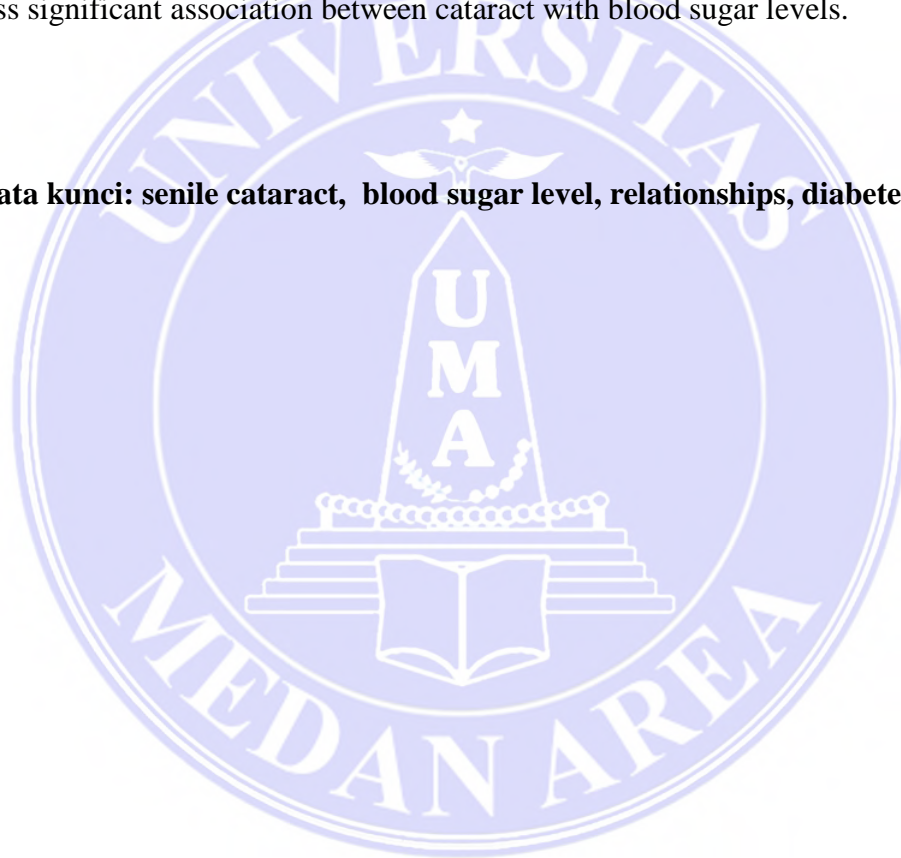 ss significant association between cataract with blood sugar levels.
ata kunci: senile cataract, blood sugar level, relationships, diabete
UNIVERSITAS
UMA
MEDAN AREA